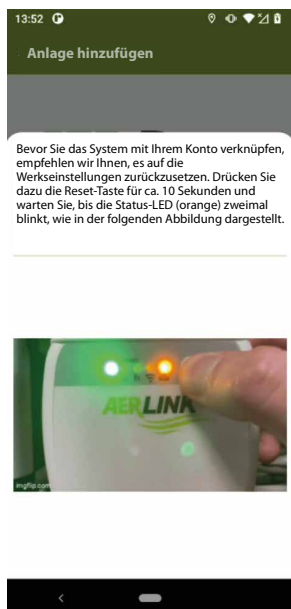 13:52
Anlage hinzufügen
Bevor Sie das System mit Ihrem Konto verknüpfen,
empfehlen wir Ihnen, es auf die
Werkseinstellungen zurückzusetzen. Drücken Sie
dazu die Reset-Taste für ca. 10 Sekunden und
warten Sie, bis die Status-LED (orange) zweimal
blinkt, wie in der folgenden Abbildung dargestellt.
AERLINK
imgflip.com